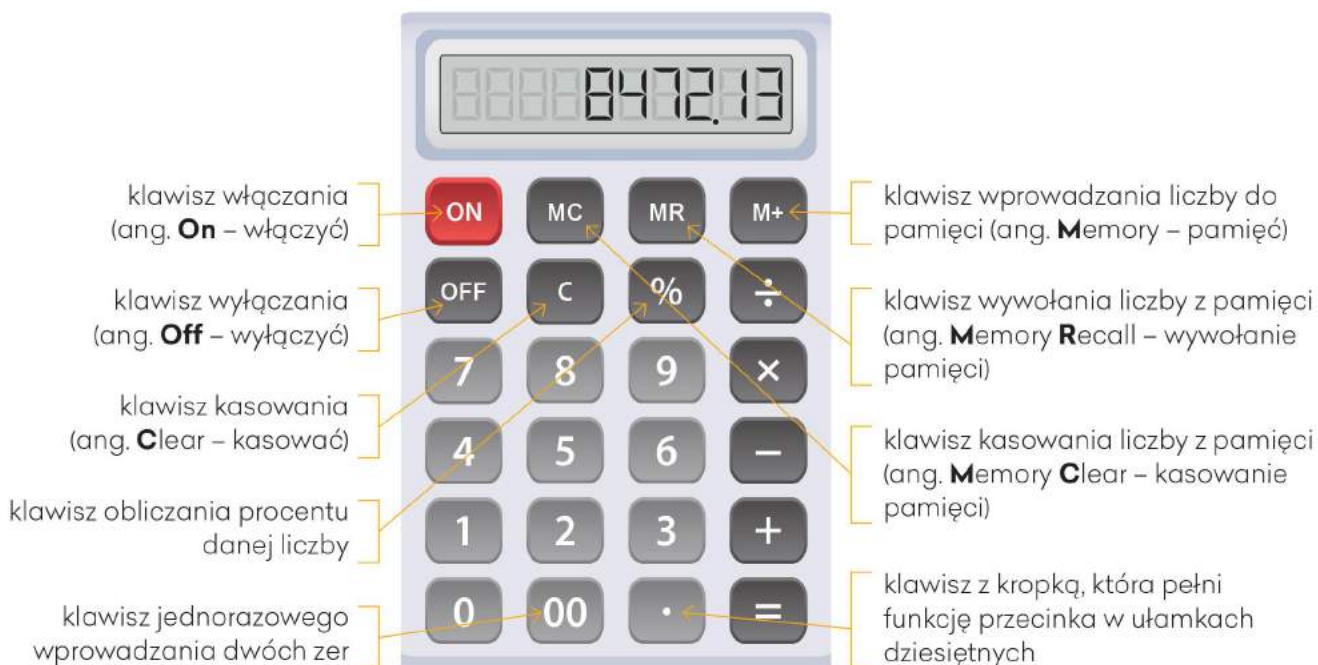 8472.13
klawisz włączania
(ang. On – włączyć)
klawisz wyłączania
(ang. Off – wyłączyć)
klawisz kasowania
(ang. Clear – kasować)
klawisz obliczania procentu
danej liczby
klawisz jednorazowego
wprowadzania dwóch zer
ON MC MR M+
OFF C % ÷
7 8 9 ×
4 5 6 −
1 2 3 +
0 00 . =
klawisz wprowadzania liczby do
pamięci (ang. Memory – pamięć)
klawisz wywołania liczby z pamięci
(ang. Memory Recall – wywołanie
pamięci)
klawisz kasowania liczby z pamięci
(ang. Memory Clear – kasowanie
pamięci)
klawisz z kropką, która pełni
funkcję przecinka w ułamkach
dziesiętnych